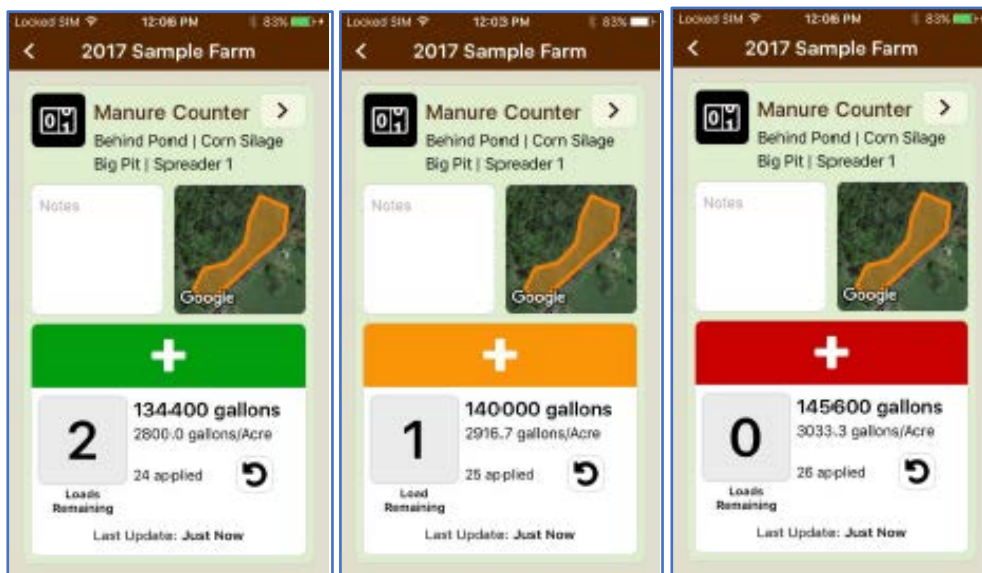 Locked SIM 12:06 PM 83%
2017 Sample Farm
Manure Counter
Behind Pond | Corn Silage
Big Pit | Spreader 1
Notes
Google
2
134400 gallons
2800.0 gallons/Acre
24 applied
Loads
Remaining
Last Update: Just Now
Locked SIM 12:03 PM 83%
2017 Sample Farm
Manure Counter
Behind Pond | Corn Silage
Big Pit | Spreader 1
Notes
Google
1
140000 gallons
2916.7 gallons/Acre
25 applied
Load
Remaining
Last Update: Just Now
Locked SIM 12:06 PM 83%
2017 Sample Farm
Manure Counter
Behind Pond | Corn Silage
Big Pit | Spreader 1
Notes
Google
0
145600 gallons
3033.3 gallons/Acre
26 applied
Loads
Remaining
Last Update: Just Now